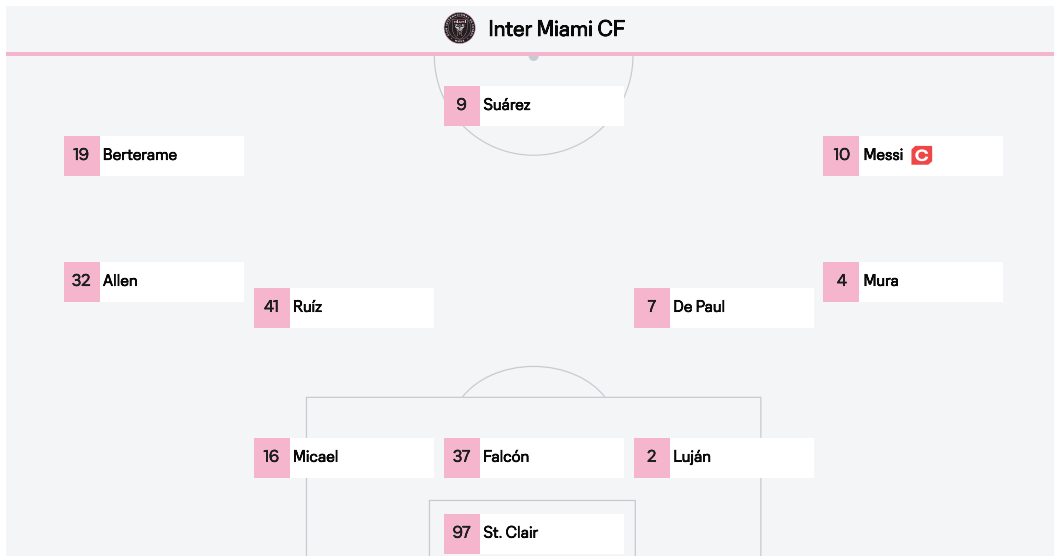 Inter Miami CF
9 Suárez
19 Berterame
10 Messi C
32 Allen
4 Mura
41 Ruíz
7 De Paul
16 Micael
37 Falcón
2 Luján
97 St. Clair